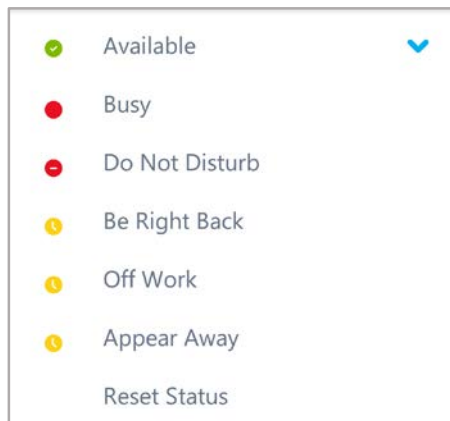 Available
Busy
Do Not Disturb
Be Right Back
Off Work
Appear Away
Reset Status